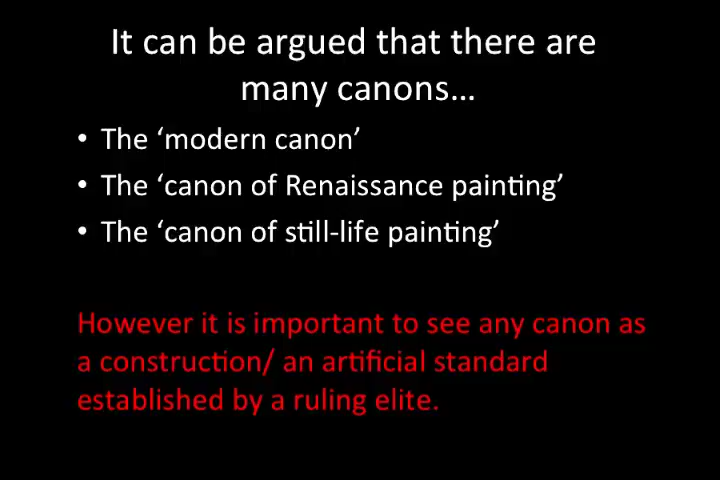 It can be argued that there are
many canons…
• The ‘modern canon’
• The ‘canon of Renaissance painting’
• The ‘canon of still-life painting’
However it is important to see any canon as
a construction/ an artificial standard
established by a ruling elite.